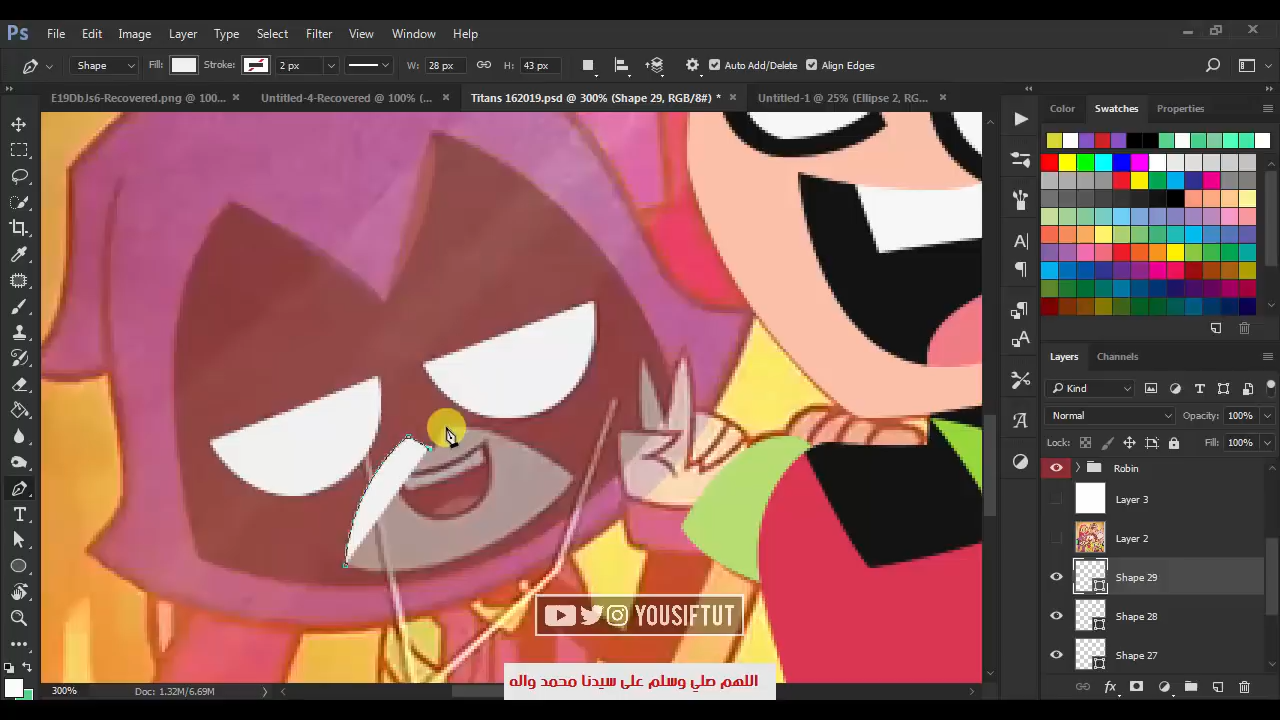 Ps File Edit Image Layer Type Select Filter View Window Help
Shape Fill: Stroke: 2 px W: 28 px H: 43 px Auto Add/Delete Align Edges
E19DbJs6-Recovered.png @ 100... × Untitled-4-Recovered @ 100% (... × Titans 162019.psd @ 300% (Shape 29, RGB/8#) * × Untitled-1 @ 25% (Ellipse 2, RG... ×
Color Swatches Properties
Layers Channels
Kind
Normal Opacity: 100%
Lock: Fill: 100%
Robin
Layer 3
Layer 2
Shape 29
Shape 28
Shape 27
YOUSIFTUT
اللهم صلي وسلم على سيدنا محمد واله
300% Doc: 1.32M/6.69M